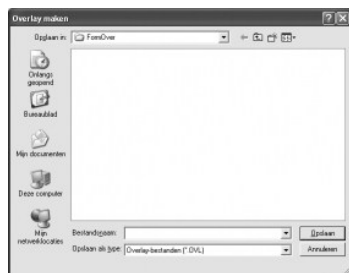 Overlay maken
Opslaan in:
FormOver
Onlangs
geopend
Bureaublad
Mijn documenten
Deze computer
Mijn
netwerklocaties
Bestandsnaam:
Opslaan
Opslaan als type:
Overlay-bestanden (*.OVL)
Annuleren